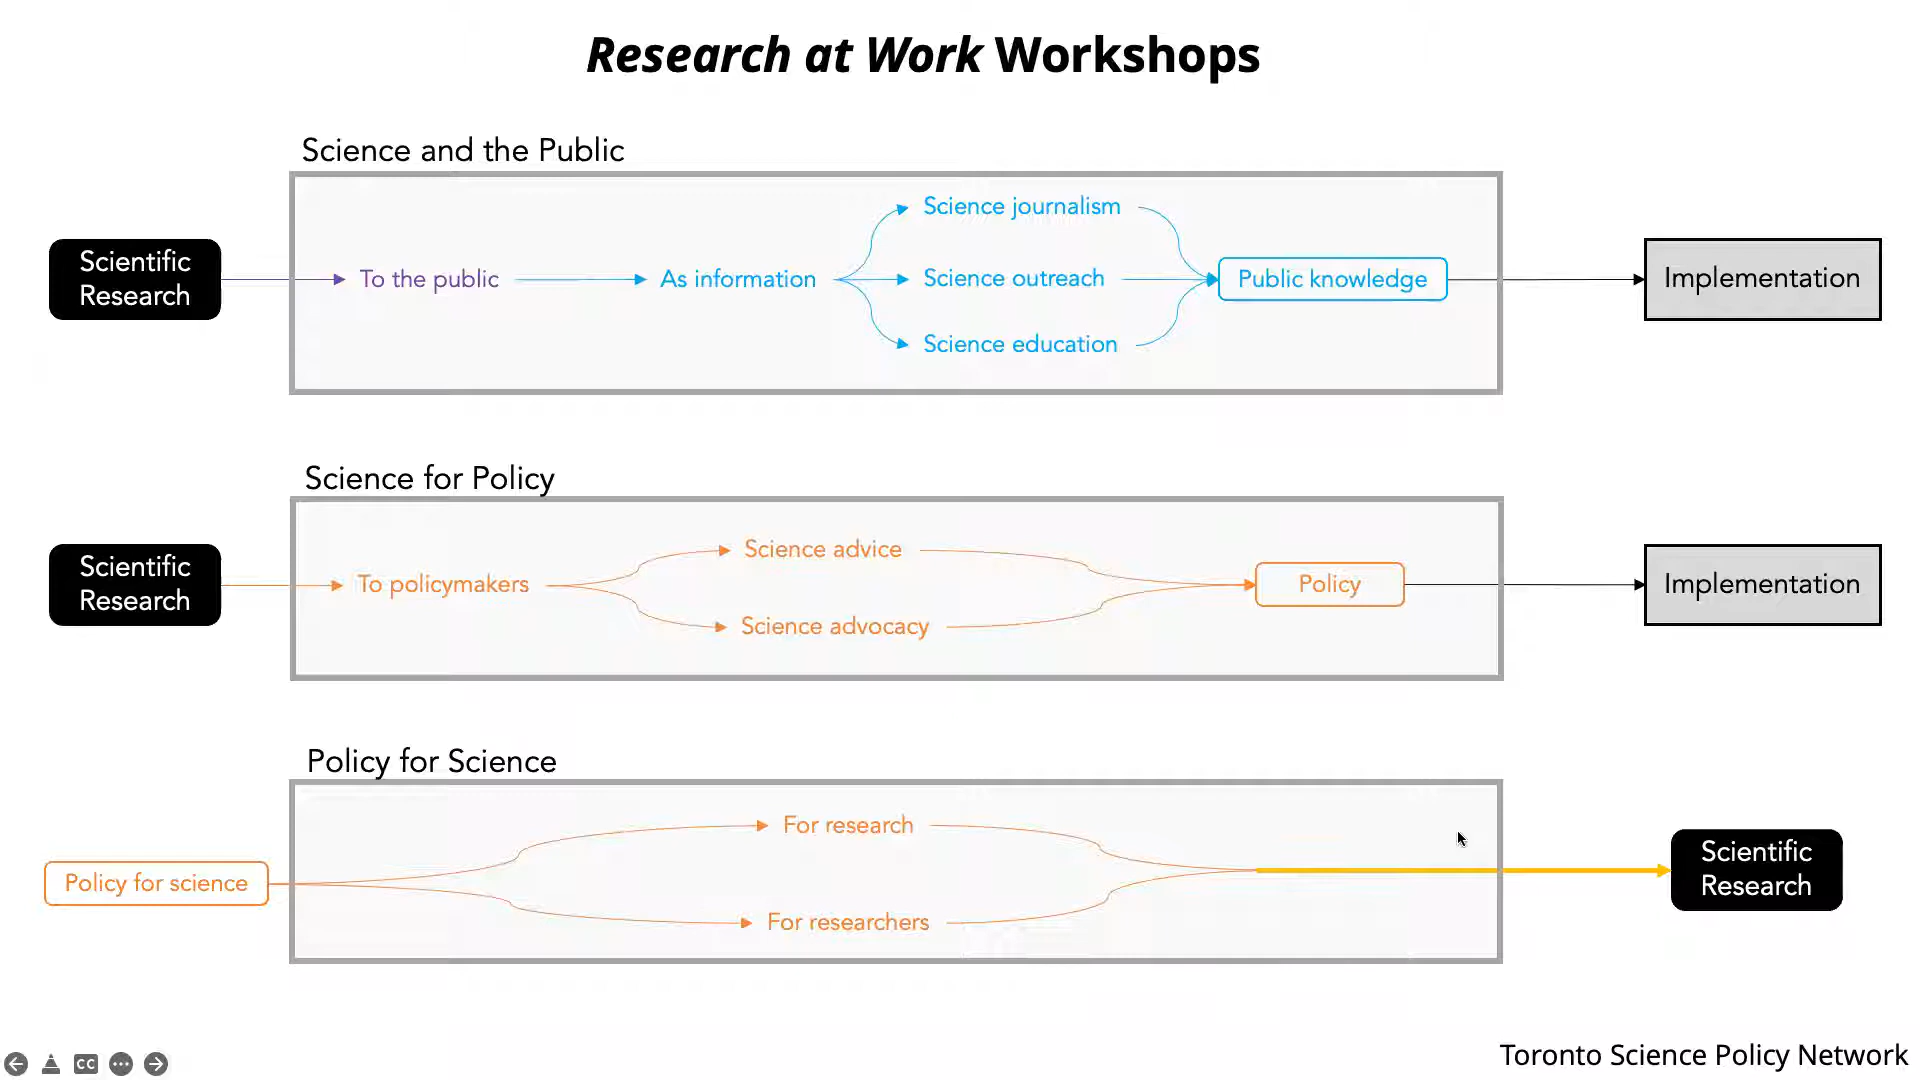 Research at Work Workshops
Science and the Public
Scientific
Research
To the public
As information
Science journalism
Science outreach
Science education
Public knowledge
Implementation
Science for Policy
Scientific
Research
To policymakers
Science advice
Science advocacy
Policy
Implementation
Policy for Science
Policy for science
For research
For researchers
Scientific
Research
CC
Toronto Science Policy Network